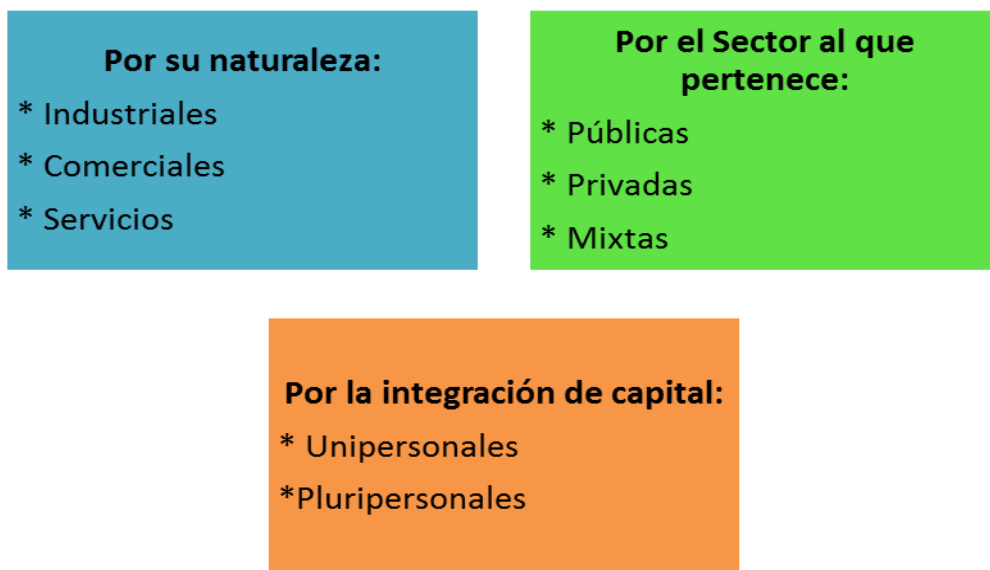 Por su naturaleza:
* Industriales
* Comerciales
* Servicios
Por el Sector al que
pertenece:
* Públicas
* Privadas
* Mixtas
Por la integración de capital:
* Unipersonales
*Pluripersonales